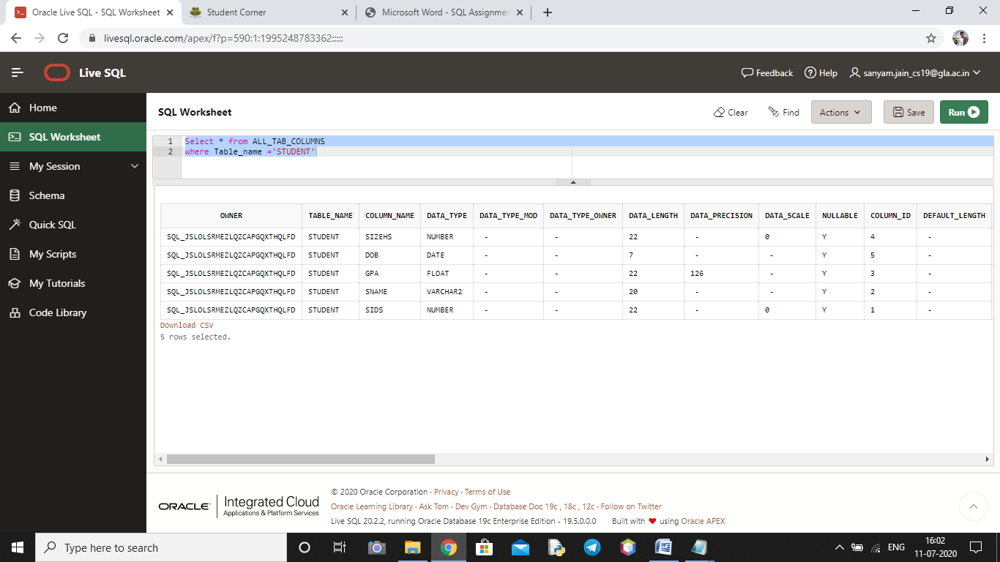 Oracle Live SQL - SQL Worksheet
Student Corner
Microsoft Word - SQL Assignmen
livesql.oracle.com/apex/f?p=590:1:1995248783362:::::
Live SQL
Feedback
Help
sanyam.jain_cs19@gla.ac.in
Home
SQL Worksheet
My Session
Schema
Quick SQL
My Scripts
My Tutorials
Code Library
SQL Worksheet
Clear
Find
Actions
Save
Run
1 Select * from ALL_TAB_COLUMNS
2 where Table_name ='STUDENT'
OWNER TABLE_NAME COLUMN_NAME DATA_TYPE DATA_TYPE_MOD DATA_TYPE_OWNER DATA_LENGTH DATA_PRECISION DATA_SCALE NULLABLE COLUMN_ID DEFAULT_LENGTH
SQL_JSLOLSRMEZLQZCAPGQXTHQLFD STUDENT SIZEHS NUMBER - - 22 - 0 Y 4 -
SQL_JSLOLSRMEZLQZCAPGQXTHQLFD STUDENT DOB DATE - - 7 - - Y 5 -
SQL_JSLOLSRMEZLQZCAPGQXTHQLFD STUDENT GPA FLOAT - - 22 126 - Y 3 -
SQL_JSLOLSRMEZLQZCAPGQXTHQLFD STUDENT SNAME VARCHAR2 - - 20 - - Y 2 -
SQL_JSLOLSRMEZLQZCAPGQXTHQLFD STUDENT SIDS NUMBER - - 22 - 0 Y 1 -
Download CSV
5 rows selected.
ORACLE
Integrated Cloud
Applications & Platform Services
© 2020 Oracle Corporation · Privacy · Terms of Use
Oracle Learning Library · Ask Tom · Dev Gym · Database Doc 19c , 18c , 12c · Follow on Twitter
Live SQL 20.2.2, running Oracle Database 19c Enterprise Edition - 19.5.0.0.0 Built with ❤ using Oracle APEX
Type here to search
ENG
16:02
11-07-2020